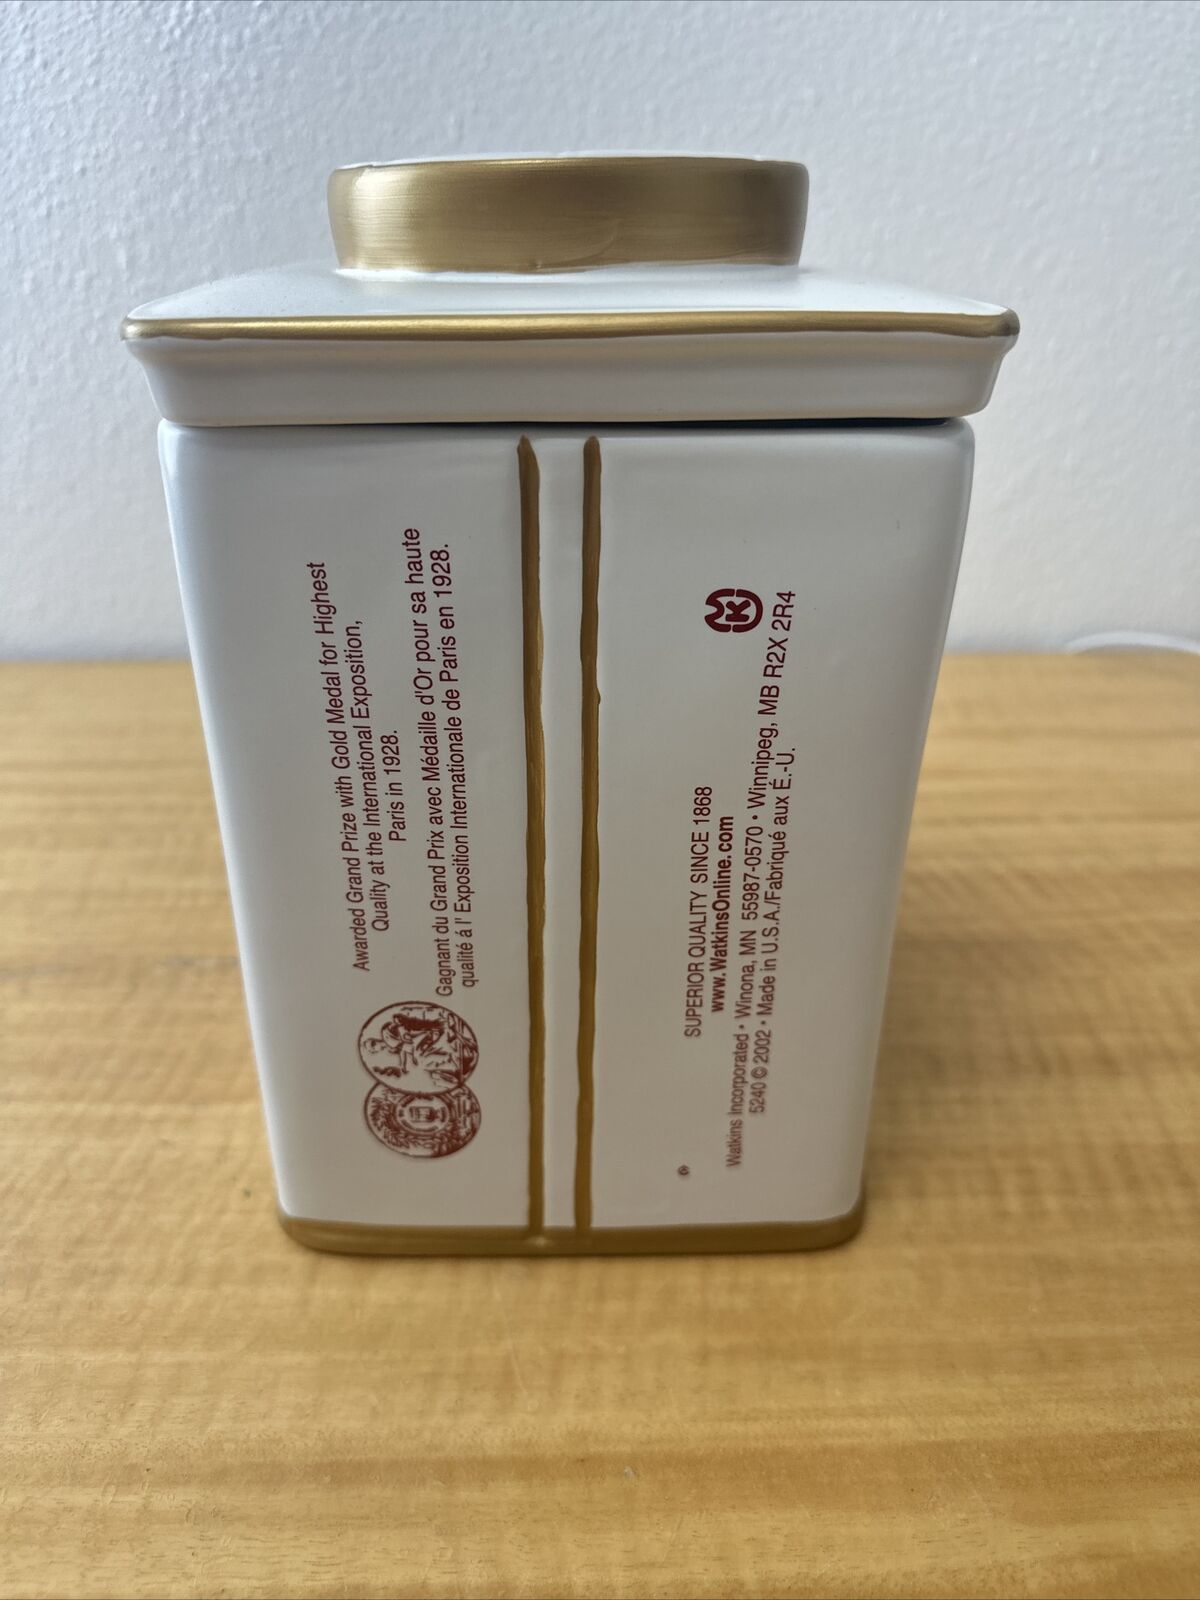 Awarded Grand Prize with Gold Medal for Highest
Quality at the International Exposition,
Paris in 1928.
Gagnant du Grand Prix avec Médaille d'Or pour sa haute
qualité á l' Exposition Internationale de Paris en 1928.
SUPERIOR QUALITY SINCE 1868
www.WatkinsOnline.com
Watkins Incorporated • Winona, MN 55987-0570 • Winnipeg, MB R2X 2R4
5240 © 2002 • Made in U.S.A./Fabriqué aux É.-U.
MK